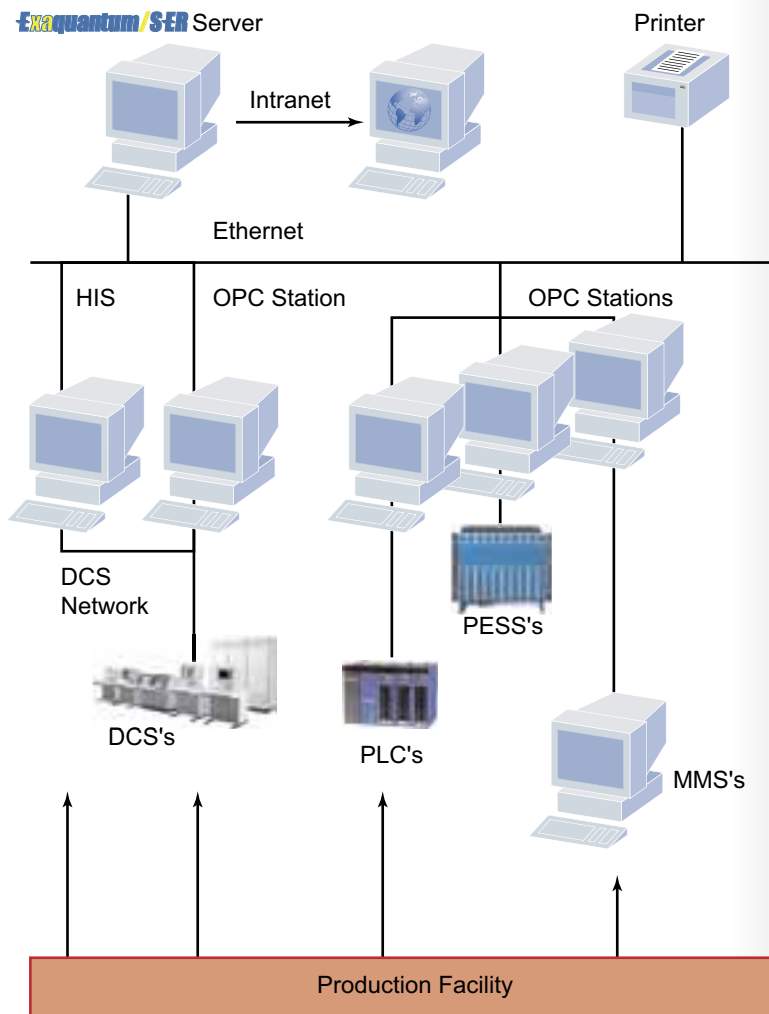 Exaquantum/SER Server
Printer
Intranet
Ethernet
HIS
OPC Station
OPC Stations
DCS
Network
PESS's
DCS's
PLC's
MMS's
Production Facility